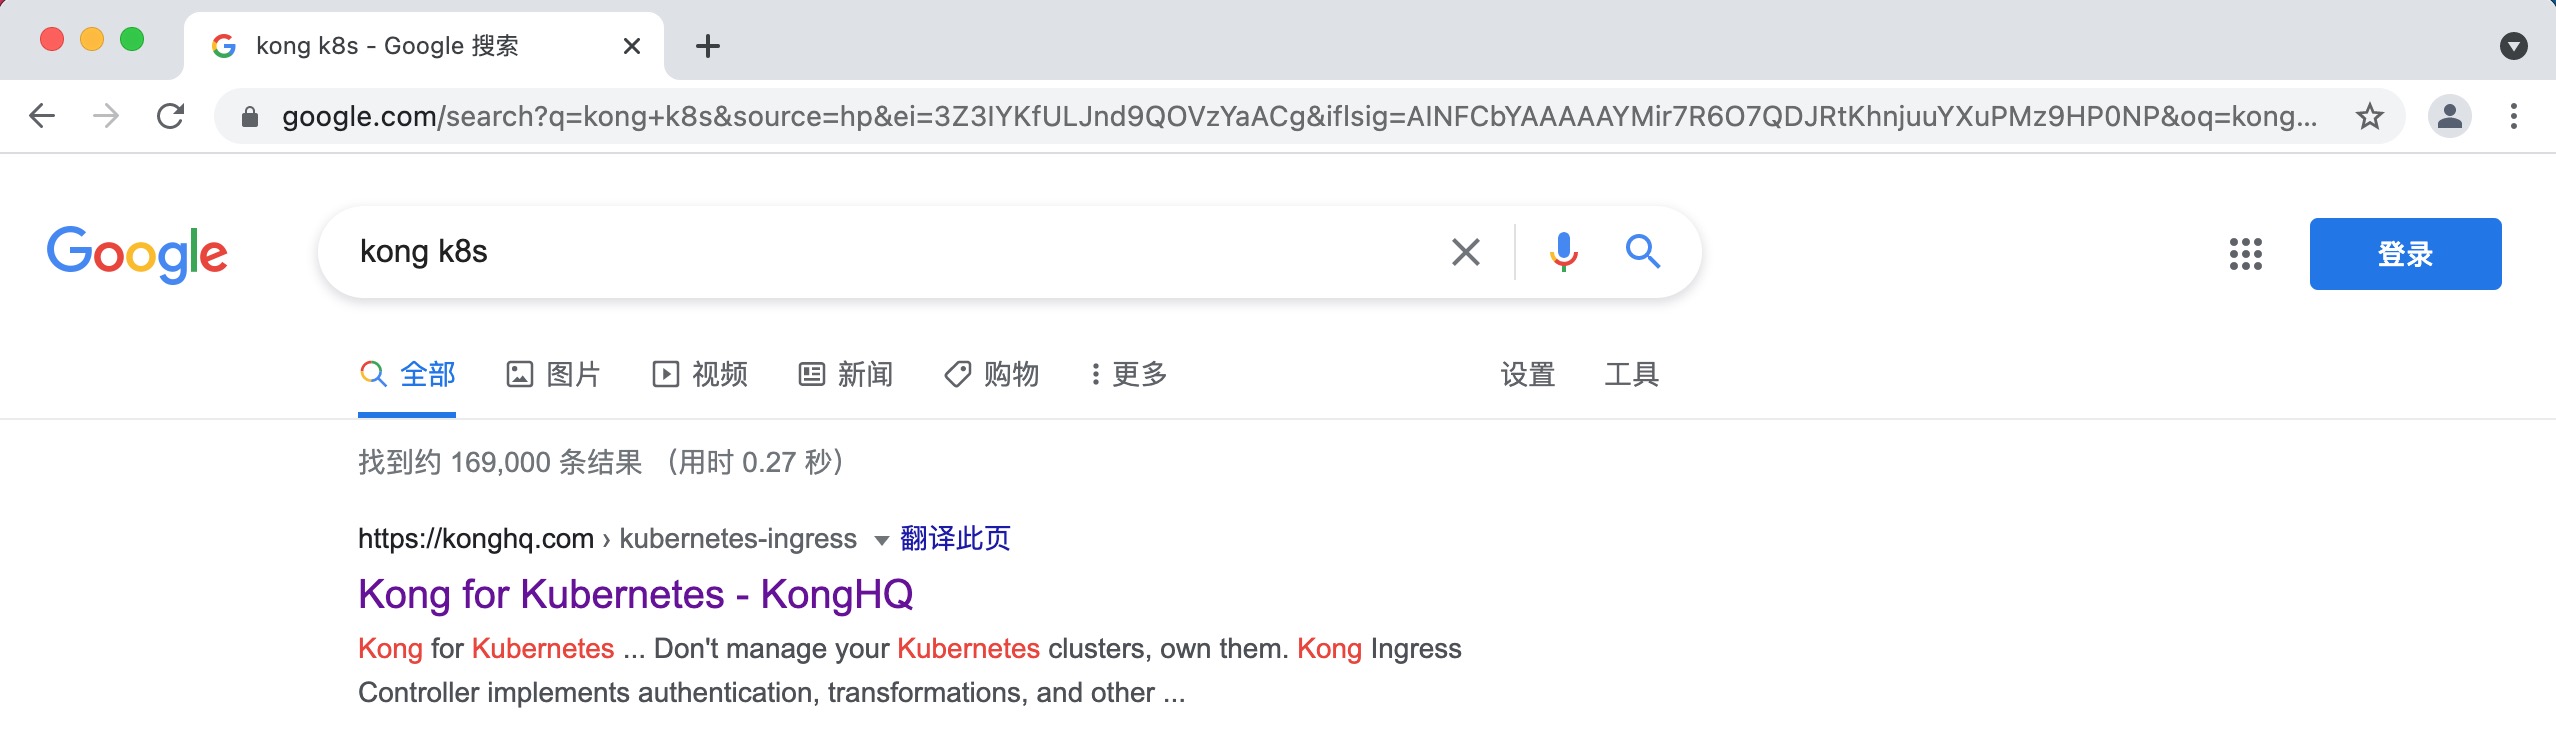 kong k8s - Google 搜索
google.com/search?q=kong+k8s&source=hp&ei=3Z3IYKfULJnd9QOVzYaACg&iflsig=AINFCbYAAAAAYMir7R6O7QDJRtKhnjuuYXuPMz9HP0NP&oq=kong...
Google
kong k8s
登录
全部 图片 视频 新闻 购物 更多 设置 工具
找到约 169,000 条结果 （用时 0.27 秒）
https://konghq.com › kubernetes-ingress 翻译此页
Kong for Kubernetes - KongHQ
Kong for Kubernetes ... Don't manage your Kubernetes clusters, own them. Kong Ingress
Controller implements authentication, transformations, and other ...